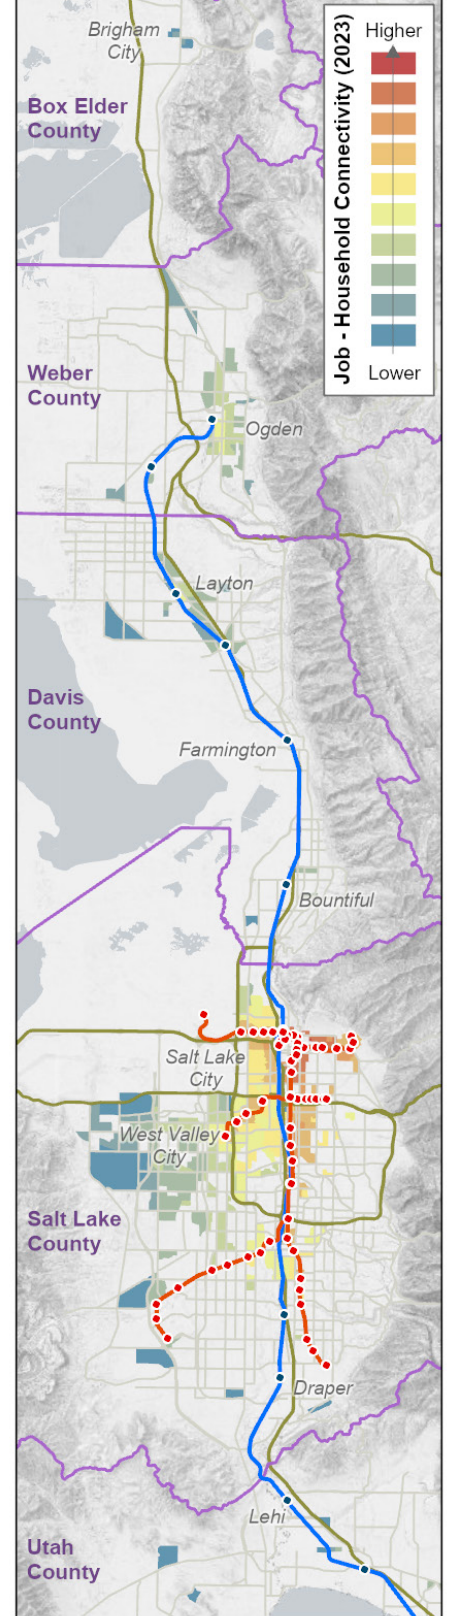 Brigham
City
Job - Household Connectivity (2023)
Higher
Lower
Box Elder
County
Weber
County
Ogden
Layton
Davis
County
Farmington
Bountiful
Salt Lake
City
West Valley
City
Salt Lake
County
Draper
Lehi
Utah
County